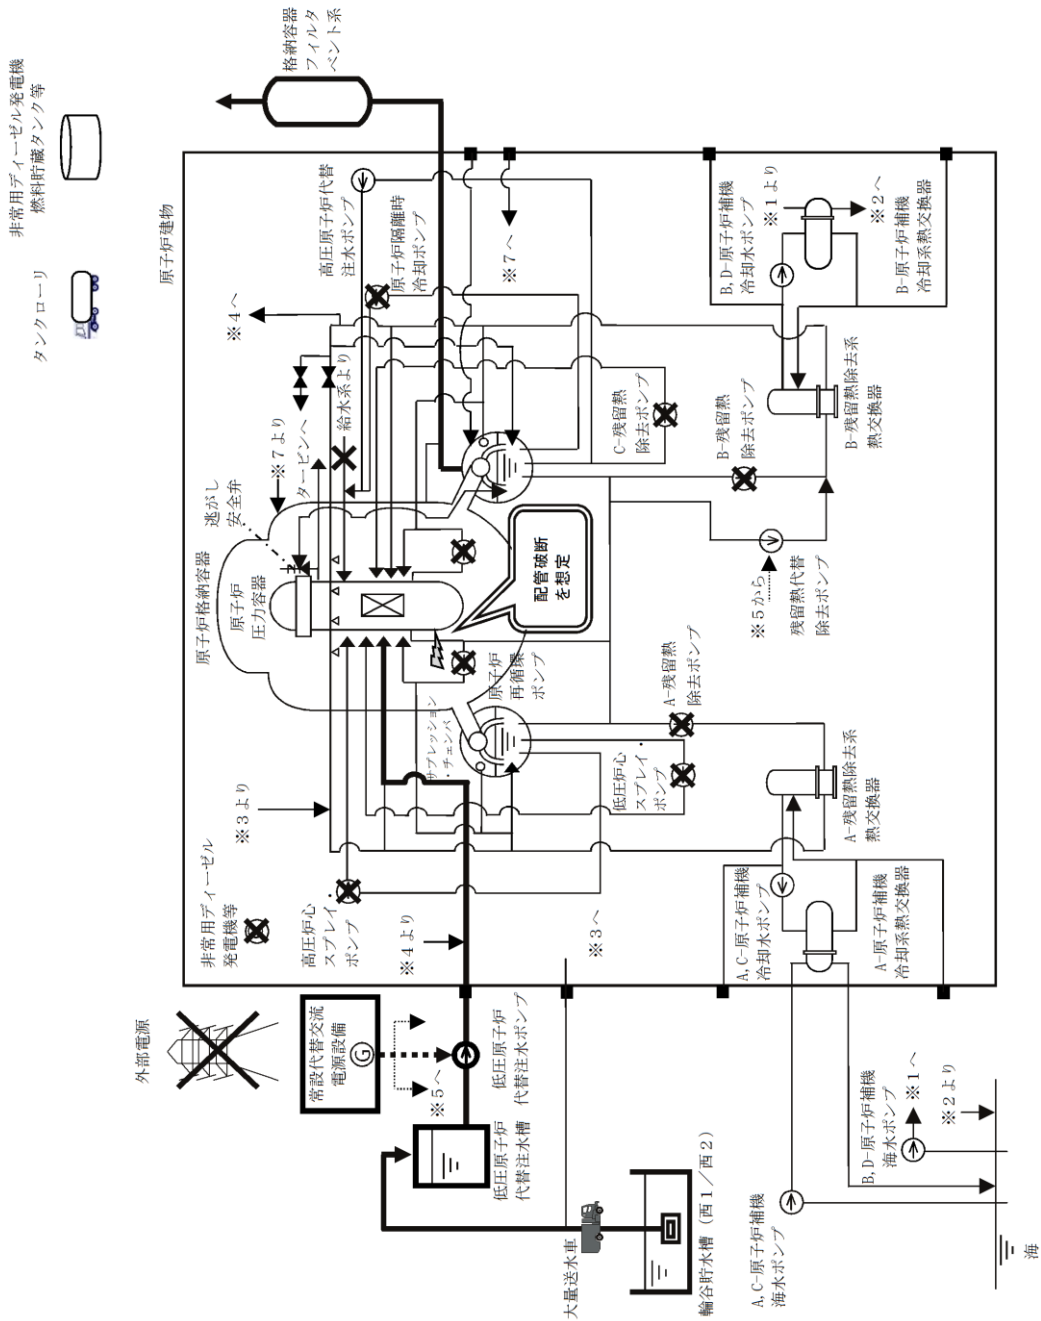 外部電源
常設代替交流
電源設備
G
※5へ
低圧原子炉
代替注水槽
低圧原子炉
代替注水ポンプ
大量送水車
輪谷貯水槽（西1／西2）
A,C-原子炉補機
海水ポンプ
B,D-原子炉補機
海水ポンプ
※1へ
※2より
海
非常用ディーゼル
発電機等
高圧炉心
スプレイ
ポンプ
※3より
※4より
※3へ
A,C-原子炉補機
冷却水ポンプ
A-原子炉補機
冷却系熱交換器
A-残留熱除去系
熱交換器
低圧炉心
スプレイ
ポンプ
A-残留熱
除去ポンプ
サプレッション
・チェンバ
原子炉
再循環
ポンプ
配管破断
を想定
原子炉格納容器
原子炉
圧力容器
逃がし
安全弁
※7より
タービンへ
給水系より
※4へ
高圧原子炉代替
注水ポンプ
原子炉隔離時
冷却ポンプ
※7へ
C-残留熱
除去ポンプ
B-残留熱
除去ポンプ
※5から
残留熱代替
除去ポンプ
B-残留熱除去系
熱交換器
B,D-原子炉補機
冷却水ポンプ
※1より
※2へ
B-原子炉補機
冷却系熱交換器
原子炉建物
タンクローリ
非常用ディーゼル発電機
燃料貯蔵タンク等
格納容器
フィルタ
ベント系